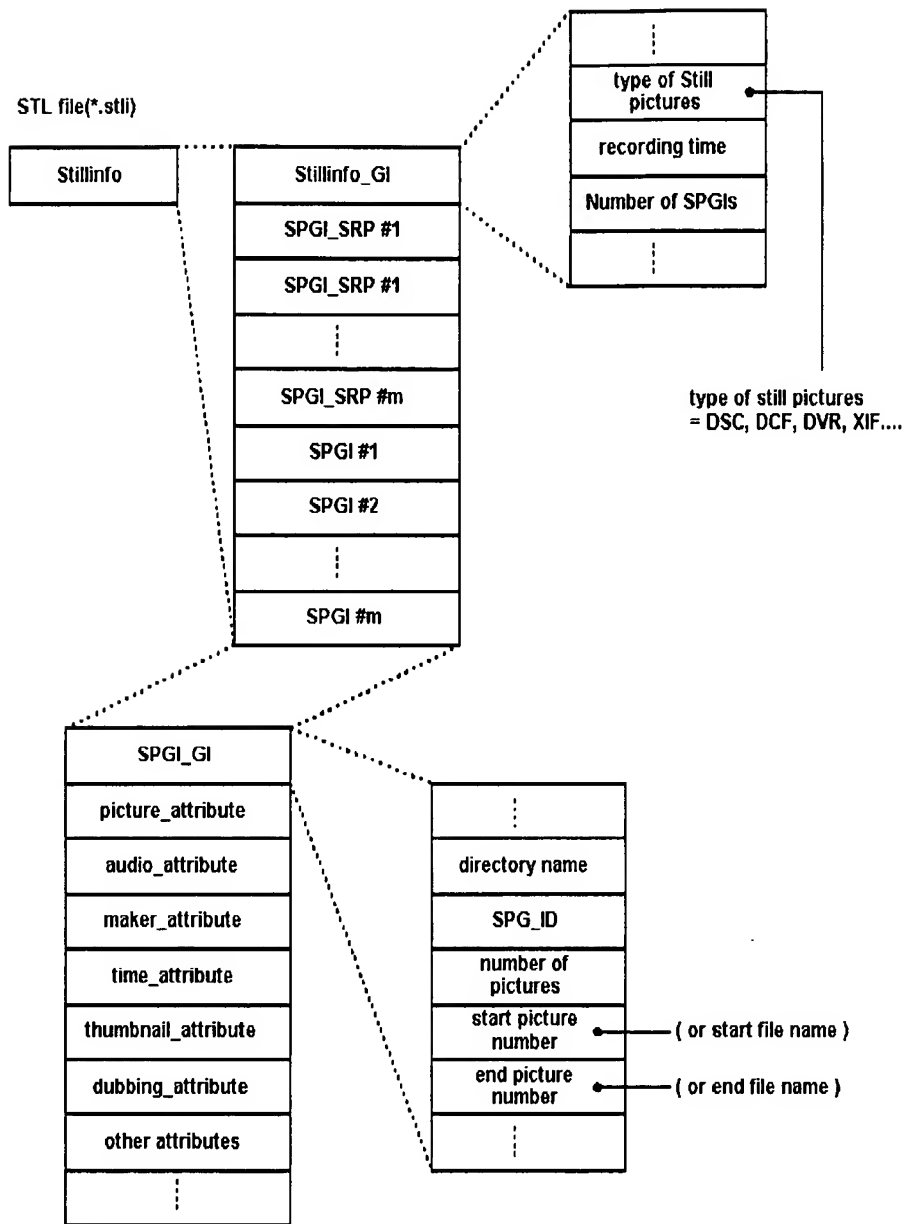 STL file(*.stli)
Stillinfo
Stillinfo_GI
SPGI_SRP #1
SPGI_SRP #1
SPGI_SRP #m
SPGI #1
SPGI #2
SPGI #m
type of Still
pictures
recording time
Number of SPGIs
type of still pictures
= DSC, DCF, DVR, XIF....
SPGI_GI
picture_attribute
audio_attribute
maker_attribute
time_attribute
thumbnail_attribute
dubbing_attribute
other attributes
directory name
SPG_ID
number of
pictures
start picture
number
( or start file name )
end picture
number
( or end file name )